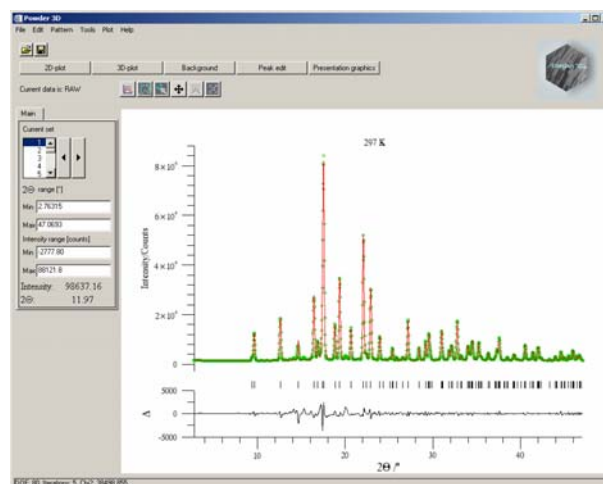 Powder 3D
File Edit Pattern Tools Plot Help
2D-plot 3D-plot Background Peak edit Presentation graphics
Current data is: RAW
Main
Current set
1
2
3
4
5
2Θ range [°]
Min 2.76315
Max 47.0693
Intensity range [counts]
Min -2777.80
Max 88121.8
Intensity: 98637.16
2Θ: 11.97
297 K
Intensity/Counts
8×10⁴
6×10⁴
4×10⁴
2×10⁴
0
Δ
5000
0
-5000
10 20 30 40
2Θ /°